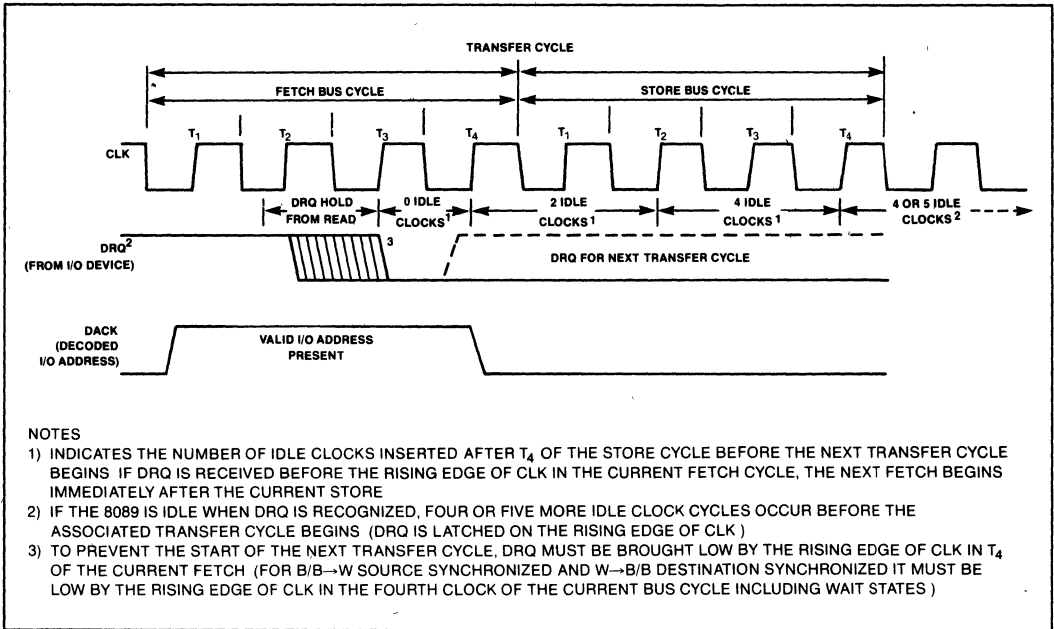 TRANSFER CYCLE
FETCH BUS CYCLE STORE BUS CYCLE
T1 T2 T3 T4 T1 T2 T3 T4
CLK
DRQ HOLD FROM READ
0 IDLE CLOCKS1
2 IDLE CLOCKS1
4 IDLE CLOCKS1
4 OR 5 IDLE CLOCKS2
DRQ2
(FROM I/O DEVICE)
3
DRQ FOR NEXT TRANSFER CYCLE
DACK
(DECODED
I/O ADDRESS)
VALID I/O ADDRESS
PRESENT
NOTES
1) INDICATES THE NUMBER OF IDLE CLOCKS INSERTED AFTER T4 OF THE STORE CYCLE BEFORE THE NEXT TRANSFER CYCLE
BEGINS IF DRQ IS RECEIVED BEFORE THE RISING EDGE OF CLK IN THE CURRENT FETCH CYCLE, THE NEXT FETCH BEGINS
IMMEDIATELY AFTER THE CURRENT STORE
2) IF THE 8089 IS IDLE WHEN DRQ IS RECOGNIZED, FOUR OR FIVE MORE IDLE CLOCK CYCLES OCCUR BEFORE THE
ASSOCIATED TRANSFER CYCLE BEGINS (DRQ IS LATCHED ON THE RISING EDGE OF CLK )
3) TO PREVENT THE START OF THE NEXT TRANSFER CYCLE, DRQ MUST BE BROUGHT LOW BY THE RISING EDGE OF CLK IN T4
OF THE CURRENT FETCH (FOR B/B→W SOURCE SYNCHRONIZED AND W→B/B DESTINATION SYNCHRONIZED IT MUST BE
LOW BY THE RISING EDGE OF CLK IN THE FOURTH CLOCK OF THE CURRENT BUS CYCLE INCLUDING WAIT STATES )